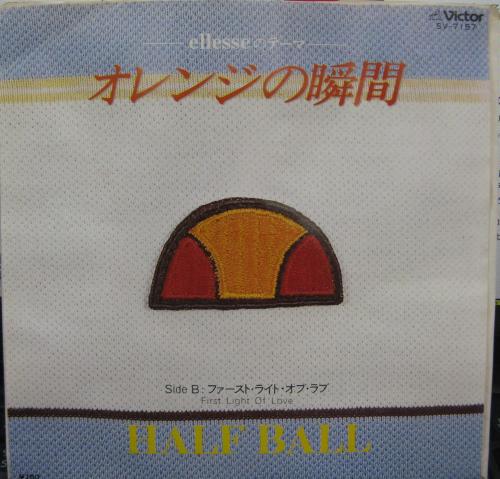 Victor
SV-7157
ellesseのテーマ
オレンジの瞬間
Side B: ファースト・ライト・オブ・ラブ
First Light Of Love
HALF BALL